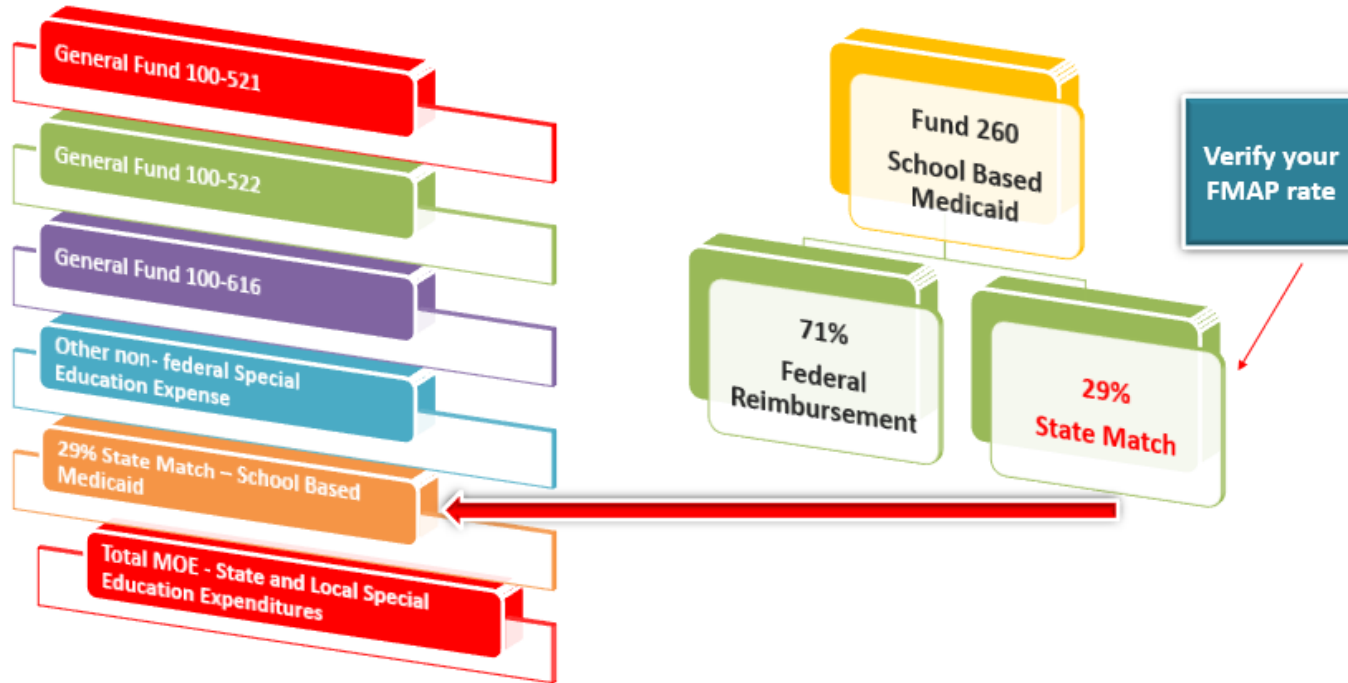 General Fund 100-521
General Fund 100-522
General Fund 100-616
Other non- federal Special
Education Expense
29% State Match – School Based
Medicaid
Total MOE - State and Local Special
Education Expenditures
Fund 260
School Based
Medicaid
71%
Federal
Reimbursement
29%
State Match
Verify your
FMAP rate